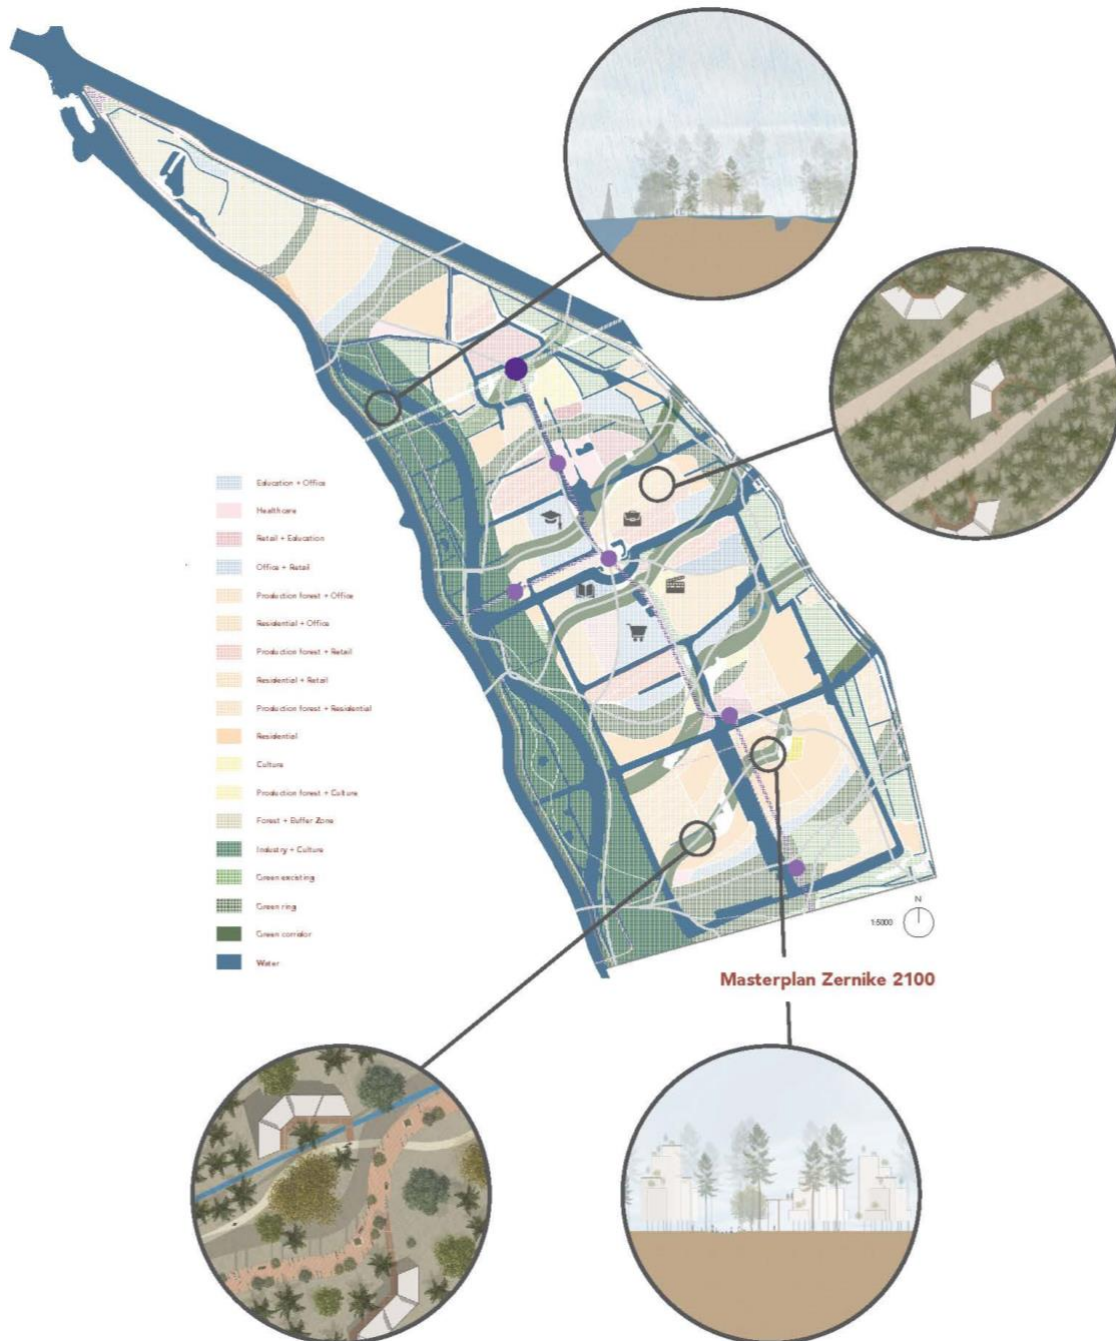 Education + Office
Healthcare
Retail + Education
Office + Retail
Production forest + Office
Residential + Office
Production forest + Retail
Residential + Retail
Production forest + Residential
Residential
Culture
Production forest + Culture
Forest + Buffer Zone
Industry + Culture
Green existing
Green ring
Green corridor
Water
N
1:5000
Masterplan Zernike 2100